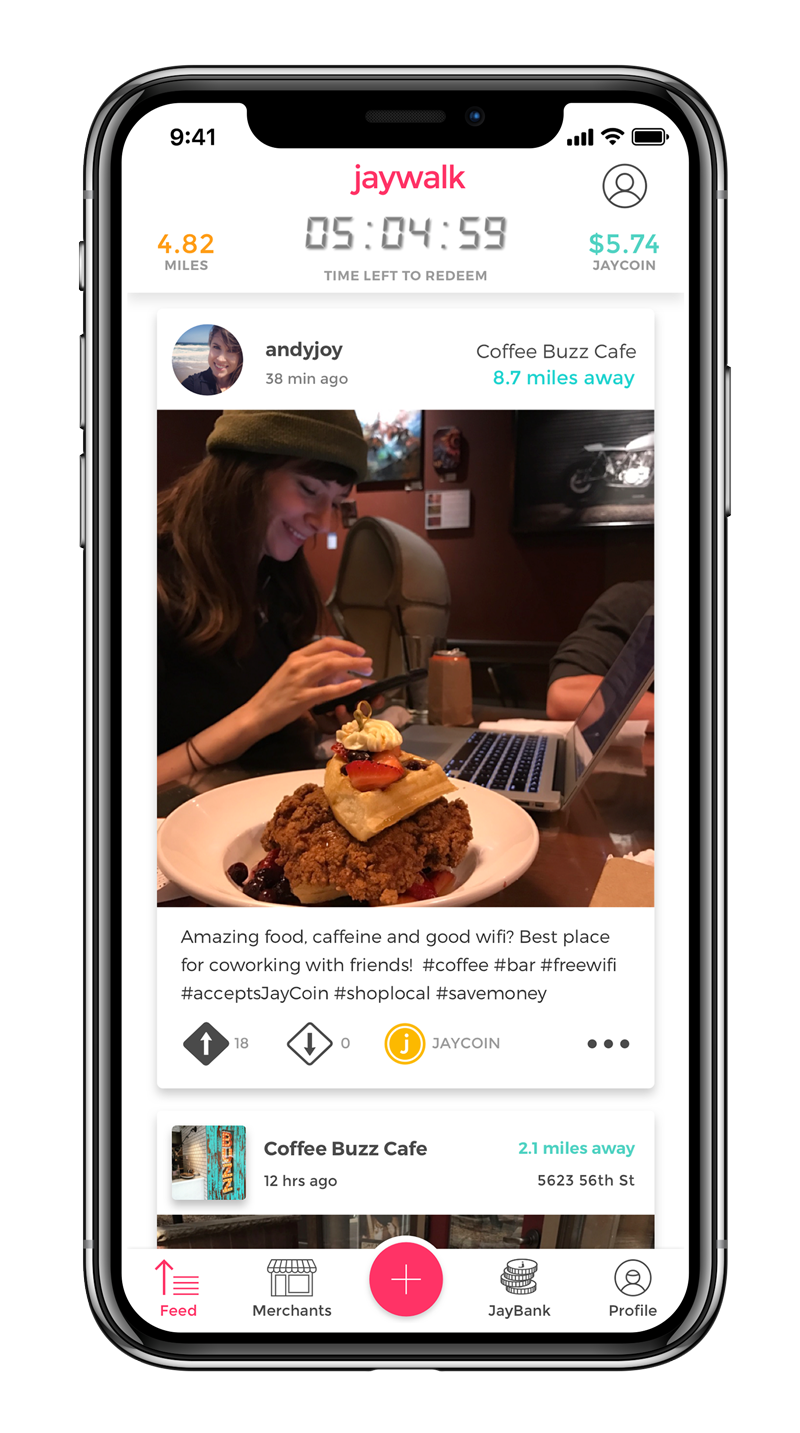 9:41
jaywalk
4.82
MILES
05:04:59
TIME LEFT TO REDEEM
$5.74
JAYCOIN
andyjoy
38 min ago
Coffee Buzz Cafe
8.7 miles away
Amazing food, caffeine and good wifi? Best place
for coworking with friends! #coffee #bar #freewifi
#acceptsJayCoin #shoplocal #savemoney
18
0
j
JAYCOIN
BUZZ
Coffee Buzz Cafe
12 hrs ago
2.1 miles away
5623 56th St
Feed
Merchants
JayBank
Profile